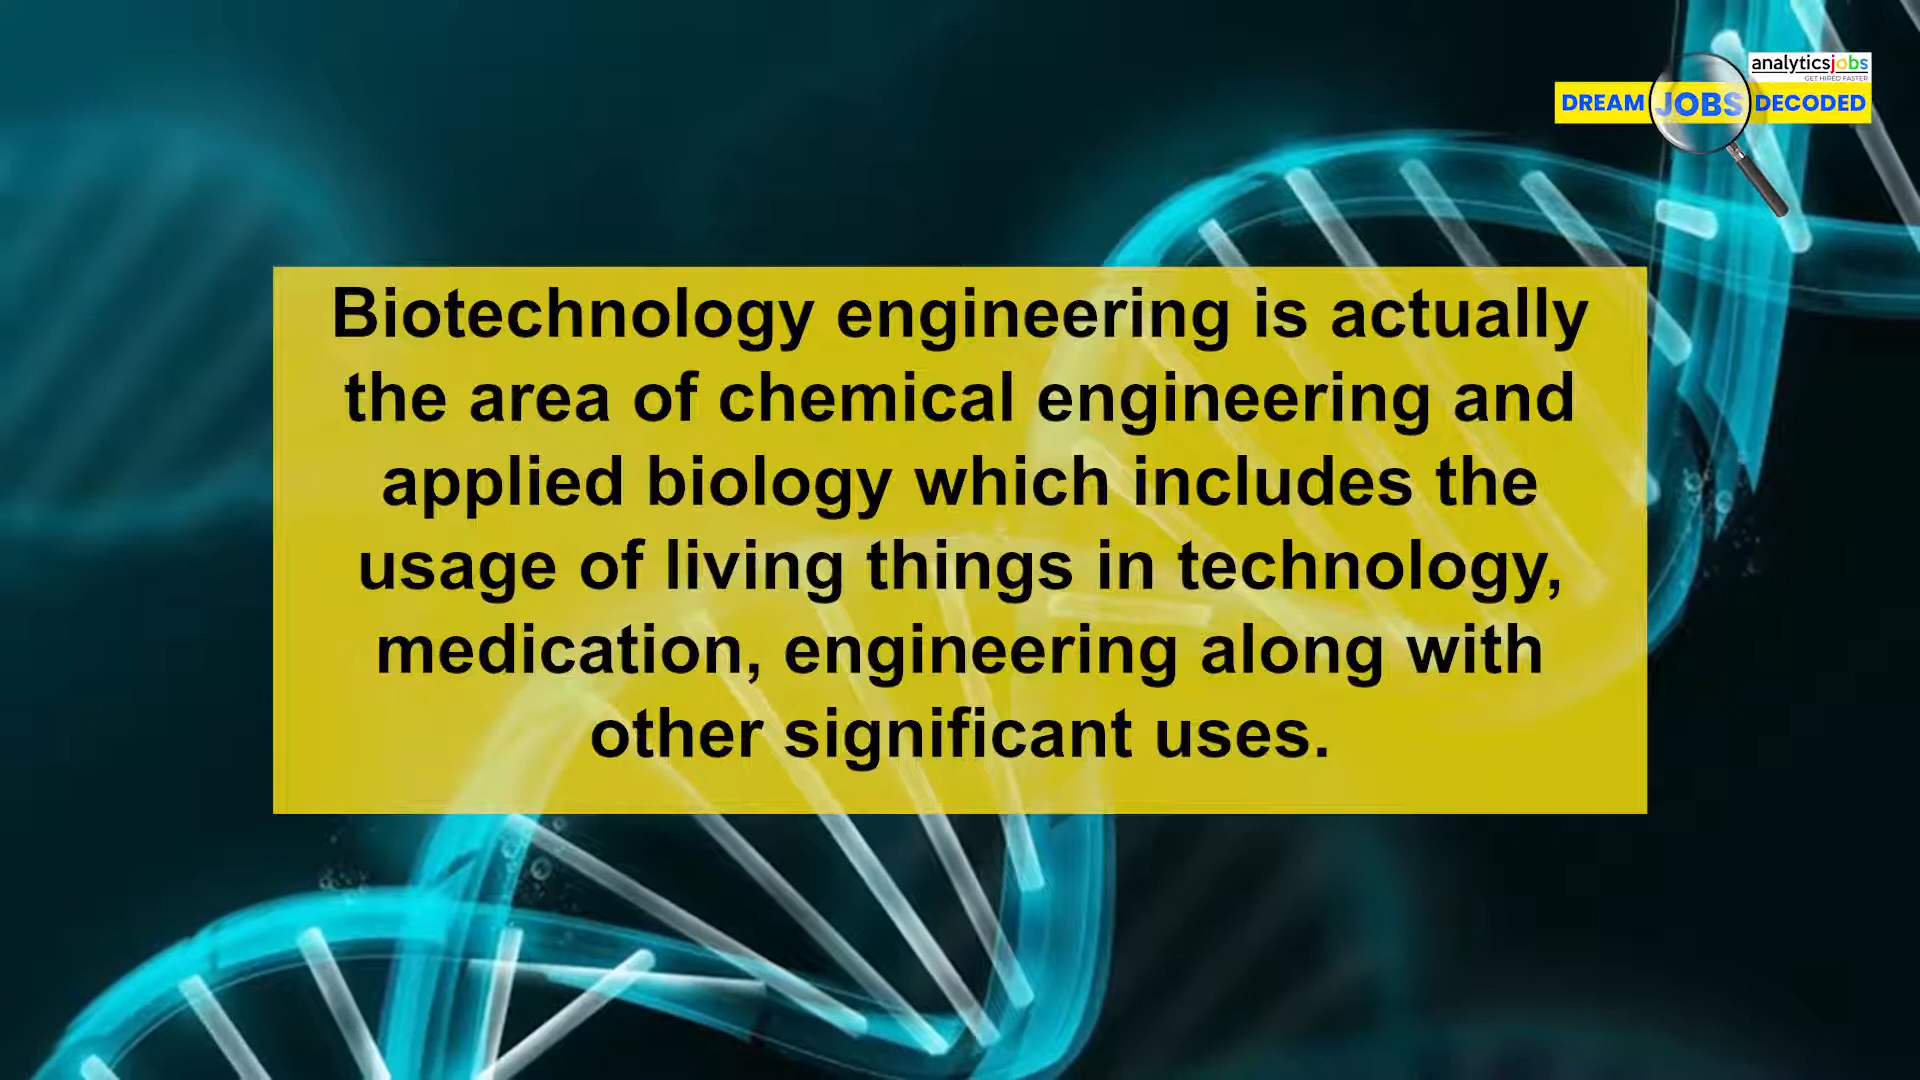 analyticsjobs
GET HIRED FASTER
DREAM JOBS DECODED
Biotechnology engineering is actually
the area of chemical engineering and
applied biology which includes the
usage of living things in technology,
medication, engineering along with
other significant uses.